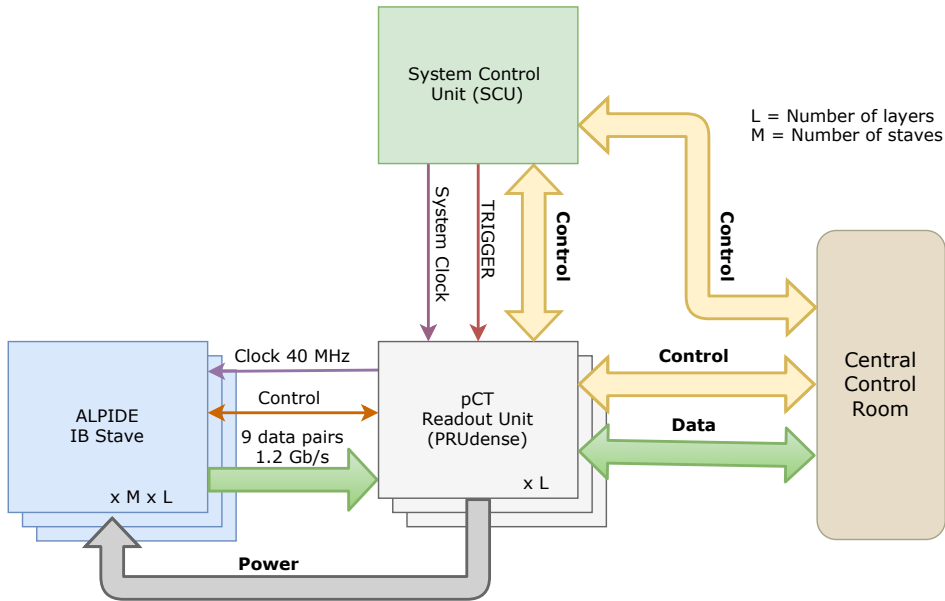 System Control
Unit (SCU)
L = Number of layers
M = Number of staves
System Clock
TRIGGER
Control
Control
Clock 40 MHz
Control
9 data pairs
1.2 Gb/s
ALPIDE
IB Stave
x M x L
pCT
Readout Unit
(PRUdense)
x L
Control
Data
Central
Control
Room
Power